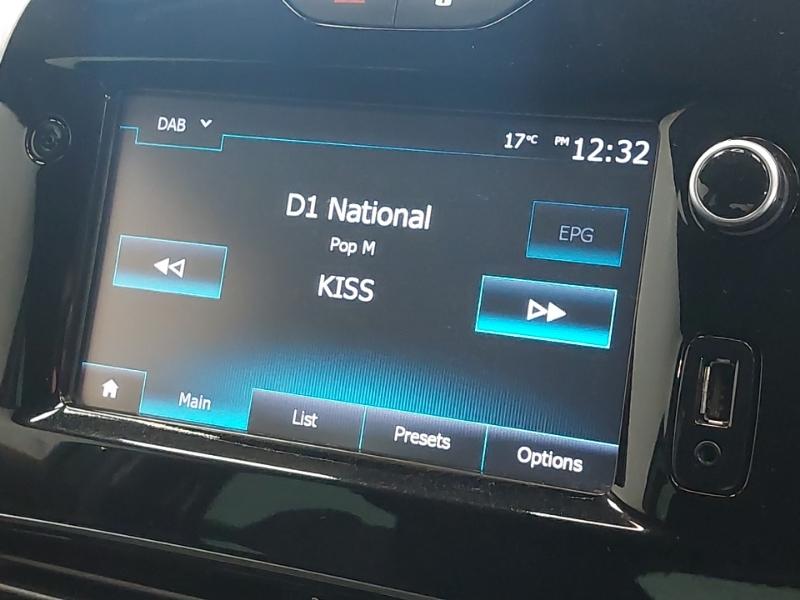 DAB
17°C PM 12:32
D1 National
EPG
Pop M
KISS
Main
List
Presets
Options